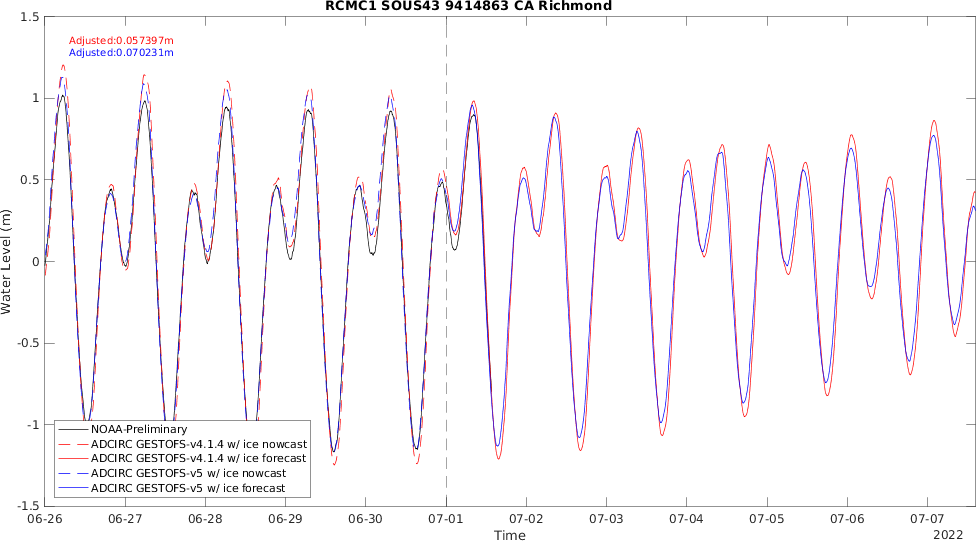 RCMC1 SOUS43 9414863 CA Richmond
1.5
Adjusted:0.057397m
Adjusted:0.070231m
1
0.5
0
-0.5
-1
-1.5
Water Level (m)
NOAA-Preliminary
ADCIRC GESTOFS-v4.1.4 w/ ice nowcast
ADCIRC GESTOFS-v4.1.4 w/ ice forecast
ADCIRC GESTOFS-v5 w/ ice nowcast
ADCIRC GESTOFS-v5 w/ ice forecast
06-26 06-27 06-28 06-29 06-30 07-01 07-02 07-03 07-04 07-05 07-06 07-07
Time
2022